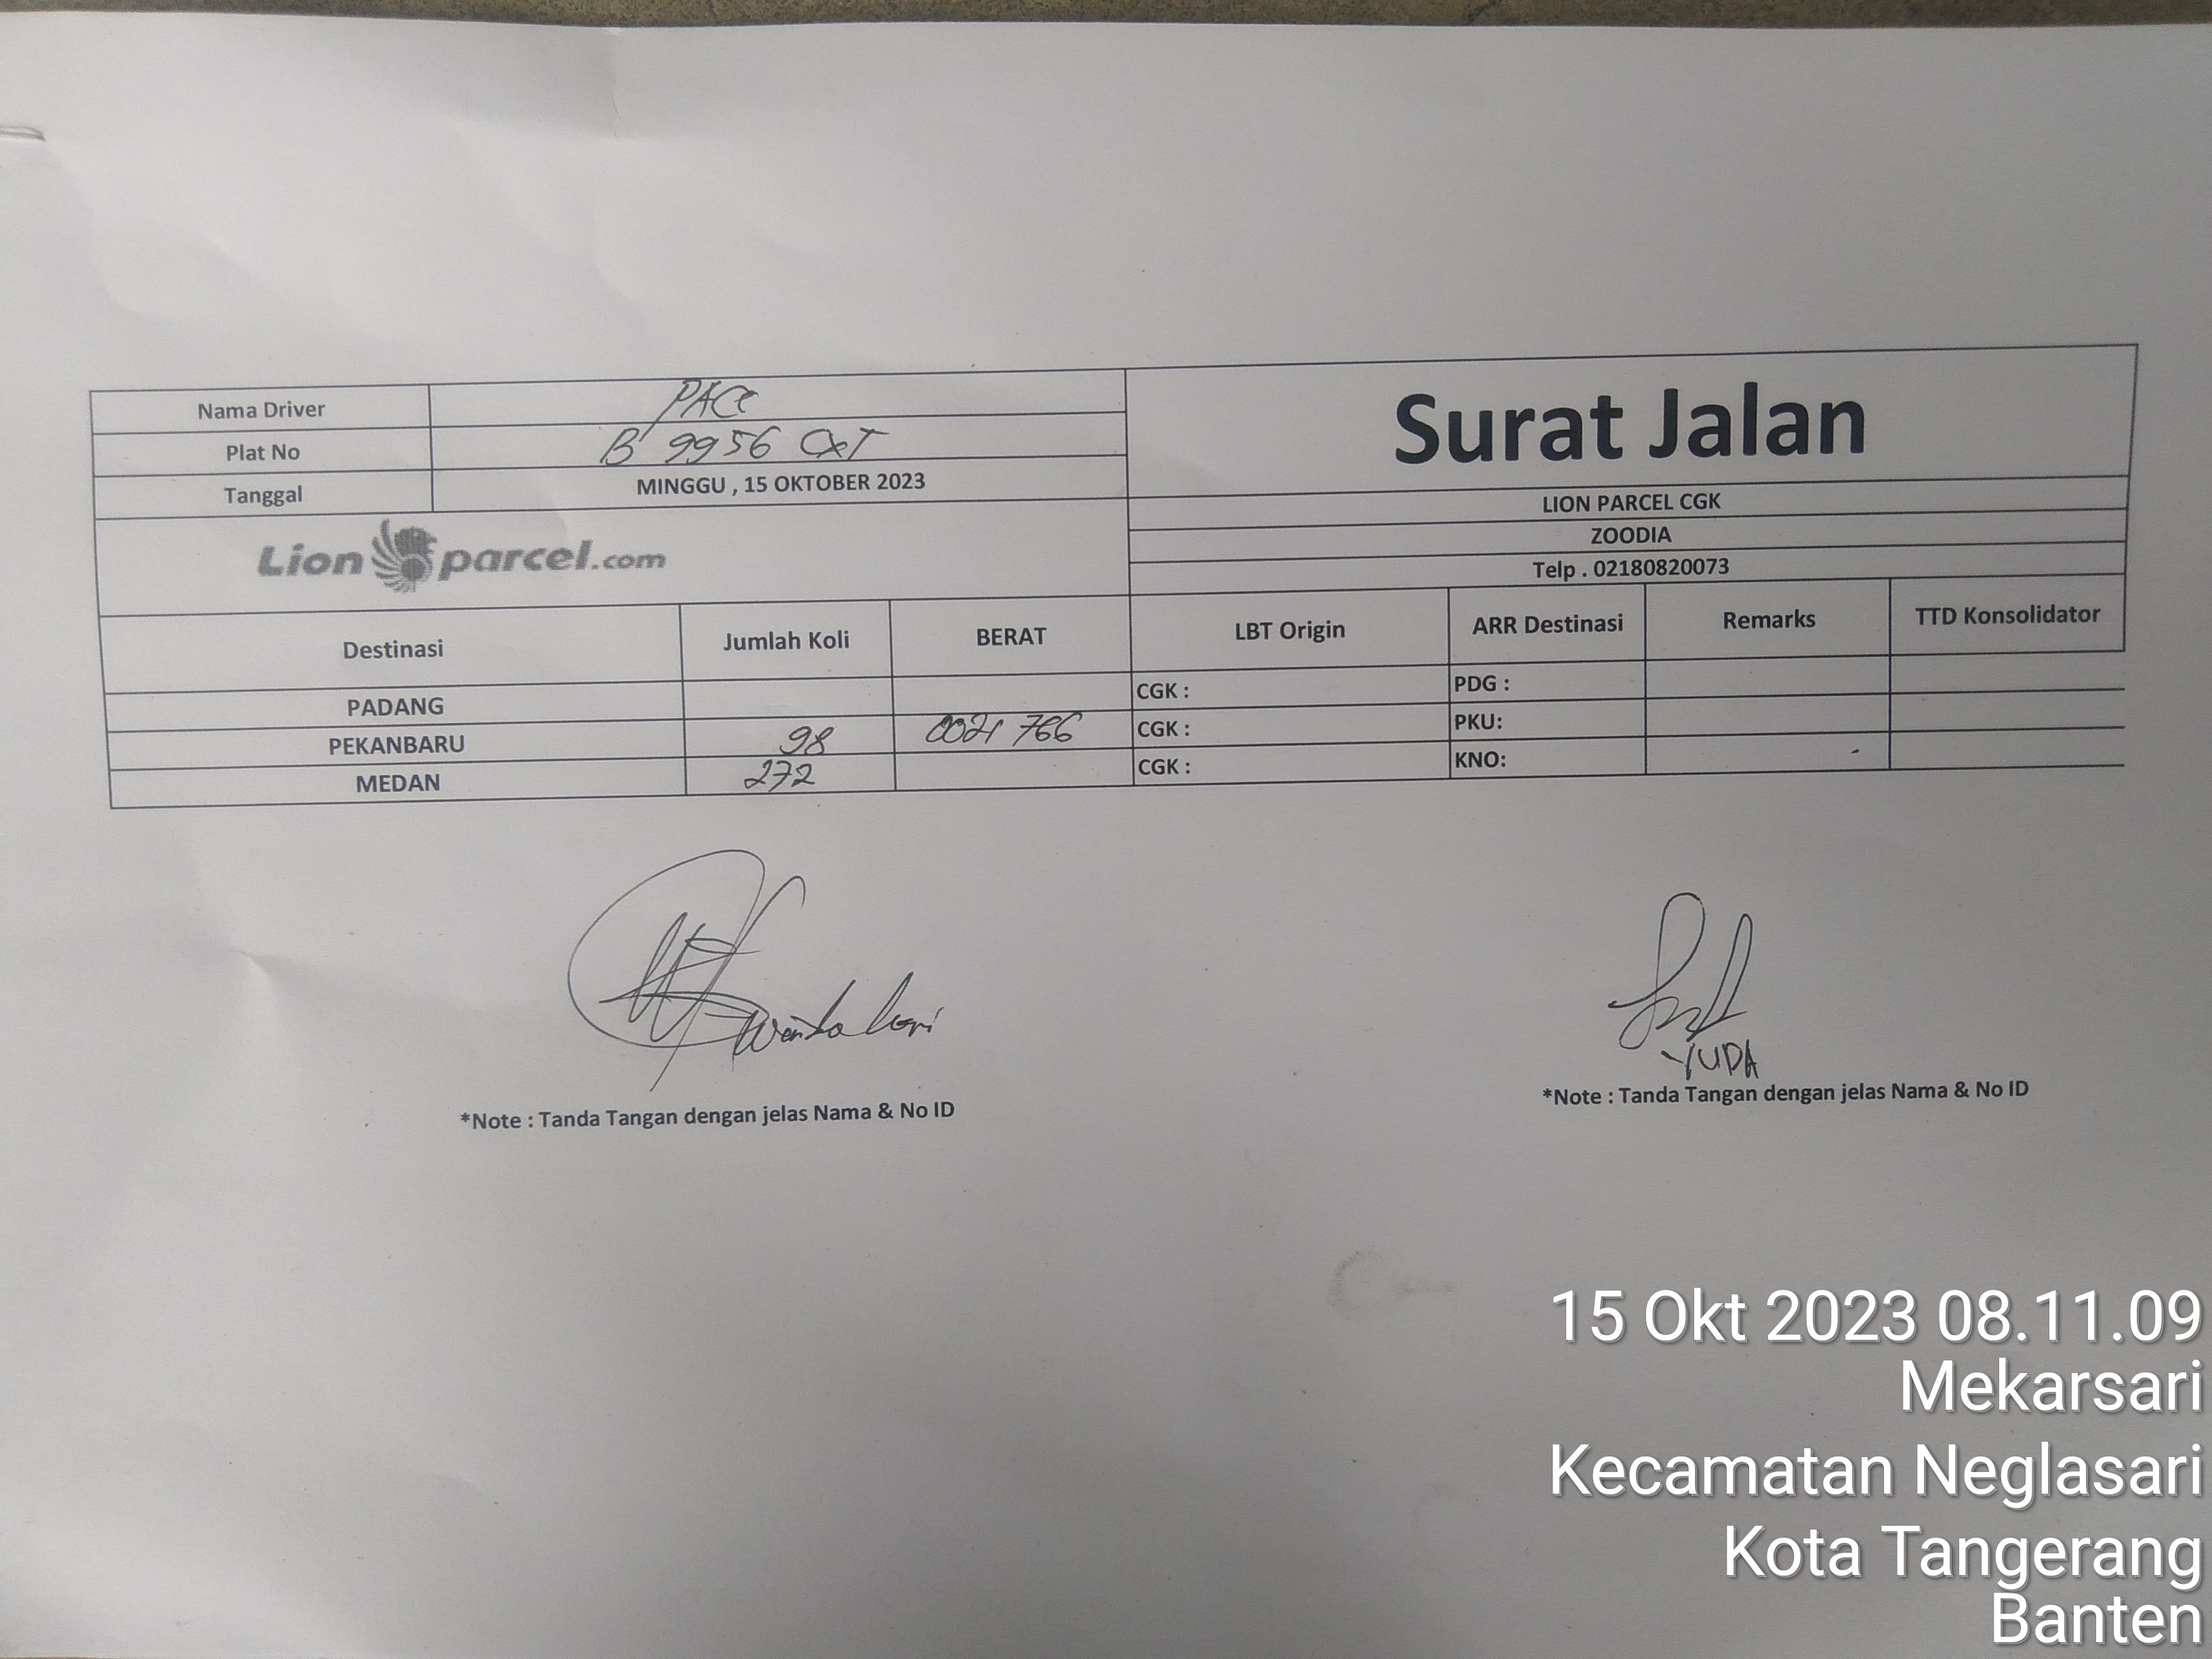 Nama Driver PACE
Plat No B 9956 CXT
Tanggal MINGGU , 15 OKTOBER 2023
Surat Jalan
LION PARCEL CGK
ZOODIA
Telp . 02180820073
Lion parcel.com
Destinasi Jumlah Koli BERAT LBT Origin ARR Destinasi Remarks TTD Konsolidator
PADANG CGK : PDG :
PEKANBARU 98 0021 766 CGK : PKU:
MEDAN 272 CGK : KNO:
YUDA
*Note : Tanda Tangan dengan jelas Nama & No ID
*Note : Tanda Tangan dengan jelas Nama & No ID
15 Okt 2023 08.11.09
Mekarsari
Kecamatan Neglasari
Kota Tangerang
Banten